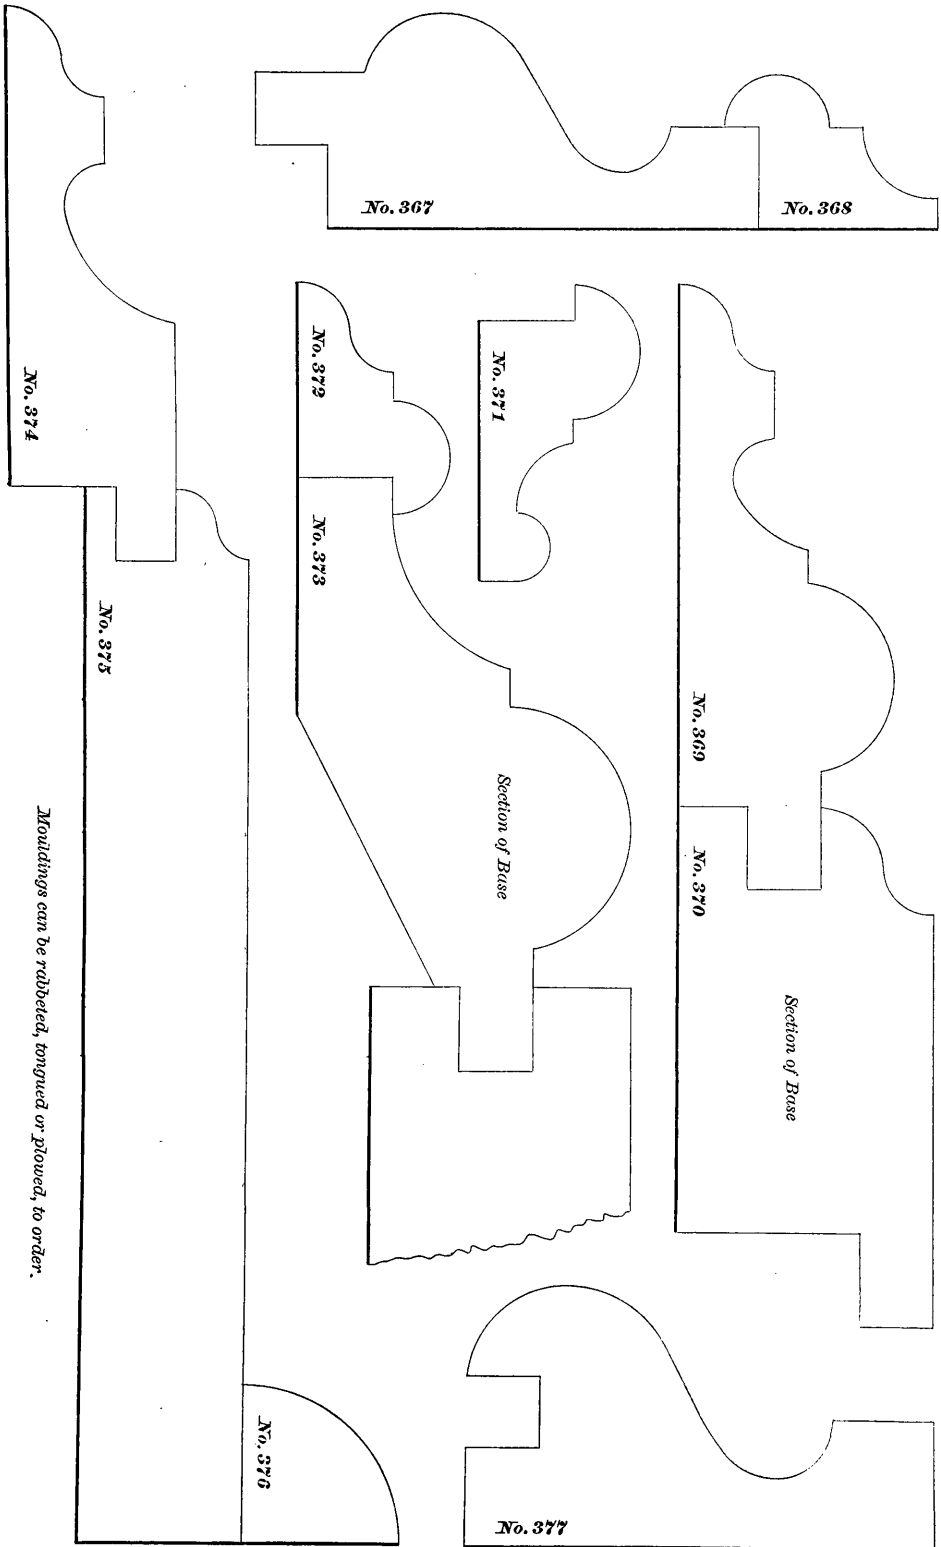 No. 367
No. 368
No. 372
No. 371
No. 374
No. 373
No. 375
No. 369
No. 370
Section of Base
Section of Base
Mouldings can be rabbeted, tongued or plowed, to order.
No. 376
No. 377